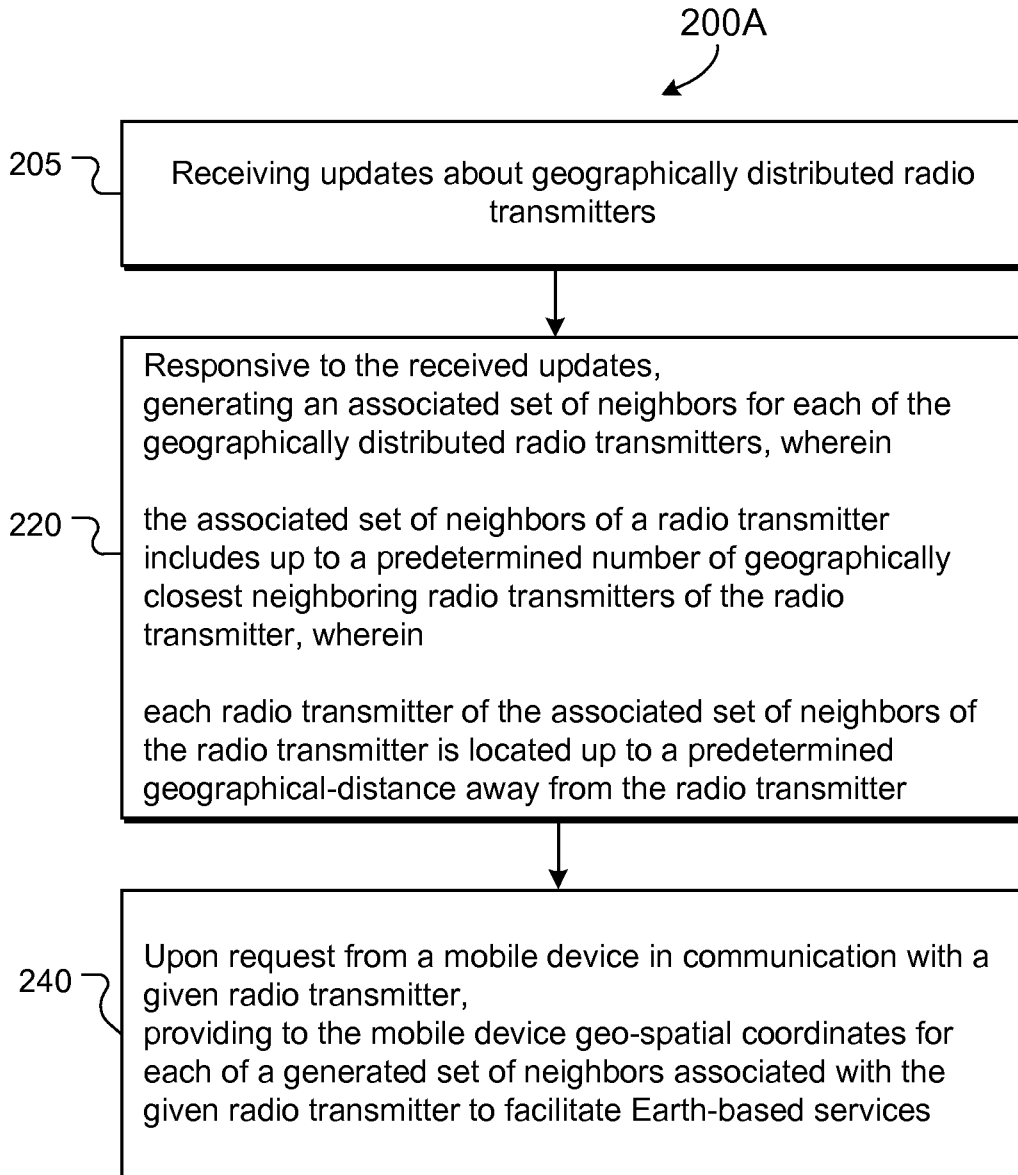 200A
205
Receiving updates about geographically distributed radio
transmitters
220
Responsive to the received updates,
generating an associated set of neighbors for each of the
geographically distributed radio transmitters, wherein
the associated set of neighbors of a radio transmitter
includes up to a predetermined number of geographically
closest neighboring radio transmitters of the radio
transmitter, wherein
each radio transmitter of the associated set of neighbors of
the radio transmitter is located up to a predetermined
geographical-distance away from the radio transmitter
240
Upon request from a mobile device in communication with a
given radio transmitter,
providing to the mobile device geo-spatial coordinates for
each of a generated set of neighbors associated with the
given radio transmitter to facilitate Earth-based services